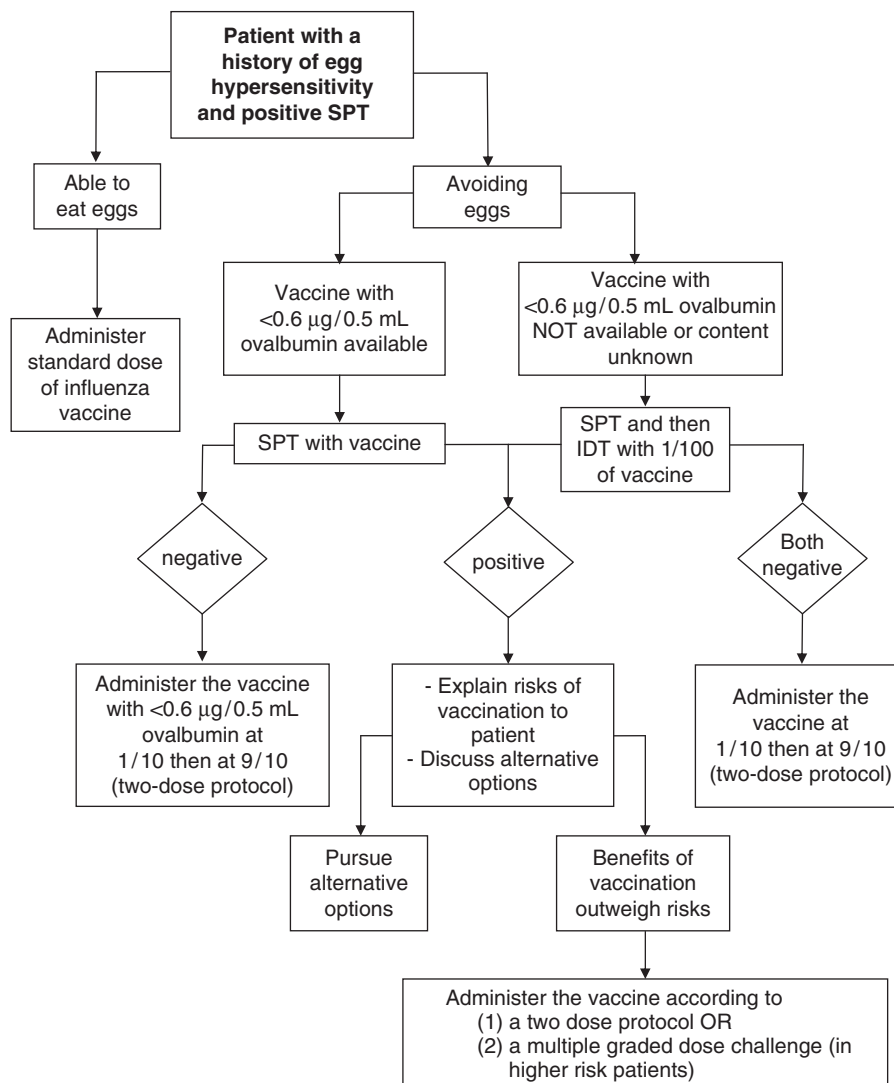 Patient with a
history of egg
hypersensitivity
and positive SPT
Able to
eat eggs
Avoiding
eggs
Administer
standard dose
of influenza
vaccine
Vaccine with
<0.6 μg/0.5 mL
ovalbumin available
Vaccine with
<0.6 μg/0.5 mL ovalbumin
NOT available or content
unknown
SPT with vaccine
SPT and then
IDT with 1/100
of vaccine
negative
positive
Both
negative
Administer the vaccine
with <0.6 μg/0.5 mL
ovalbumin at
1/10 then at 9/10
(two-dose protocol)
- Explain risks of
vaccination to
patient
- Discuss alternative
options
Administer the
vaccine at
1/10 then at 9/10
(two-dose protocol)
Pursue
alternative
options
Benefits of
vaccination
outweigh risks
Administer the vaccine according to
(1) a two dose protocol OR
(2) a multiple graded dose challenge (in
higher risk patients)